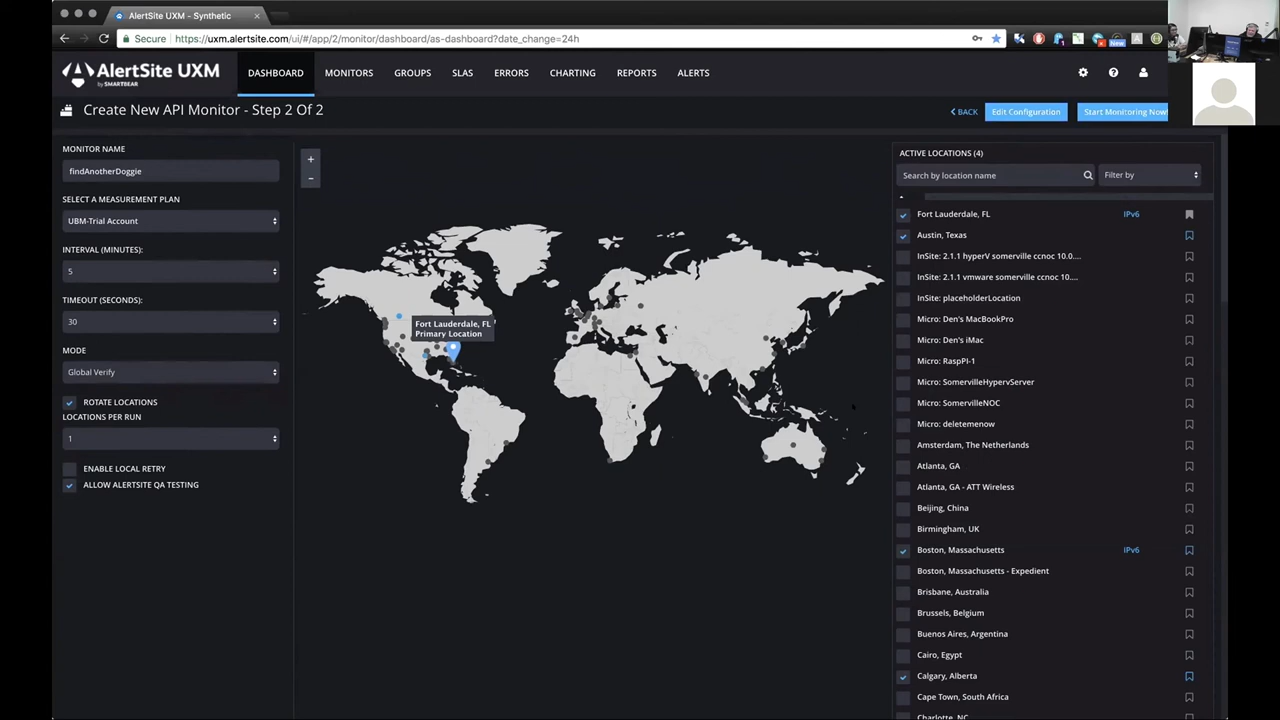 AlertSite UXM - Synthetic
Secure https://uxm.alertsite.com/ui/#/app/2/monitor/dashboard/as-dashboard?date_change=24h
New
AlertSite UXM
by SMARTBEAR
DASHBOARD MONITORS GROUPS SLAS ERRORS CHARTING REPORTS ALERTS
Create New API Monitor - Step 2 Of 2
BACK Edit Configuration Start Monitoring Now!
MONITOR NAME
findAnotherDoggie
SELECT A MEASUREMENT PLAN
UBM-Trial Account
INTERVAL (MINUTES):
5
TIMEOUT (SECONDS):
30
MODE
Global Verify
ROTATE LOCATIONS
LOCATIONS PER RUN
1
ENABLE LOCAL RETRY
ALLOW ALERTSITE QA TESTING
+
-
Fort Lauderdale, FL
Primary Location
ACTIVE LOCATIONS (4)
Search by location name Filter by
Fort Lauderdale, FL IPv6
Austin, Texas
InSite: 2.1.1 hyperV somerville ccnoc 10.0....
InSite: 2.1.1 vmware somerville ccnoc 10....
InSite: placeholderLocation
Micro: Den's MacBookPro
Micro: Den's iMac
Micro: RaspPI-1
Micro: SomervilleHypervServer
Micro: SomervilleNOC
Micro: deletemenow
Amsterdam, The Netherlands
Atlanta, GA
Atlanta, GA - ATT Wireless
Beijing, China
Birmingham, UK
Boston, Massachusetts IPv6
Boston, Massachusetts - Expedient
Brisbane, Australia
Brussels, Belgium
Buenos Aires, Argentina
Cairo, Egypt
Calgary, Alberta
Cape Town, South Africa
Charlotte, NC